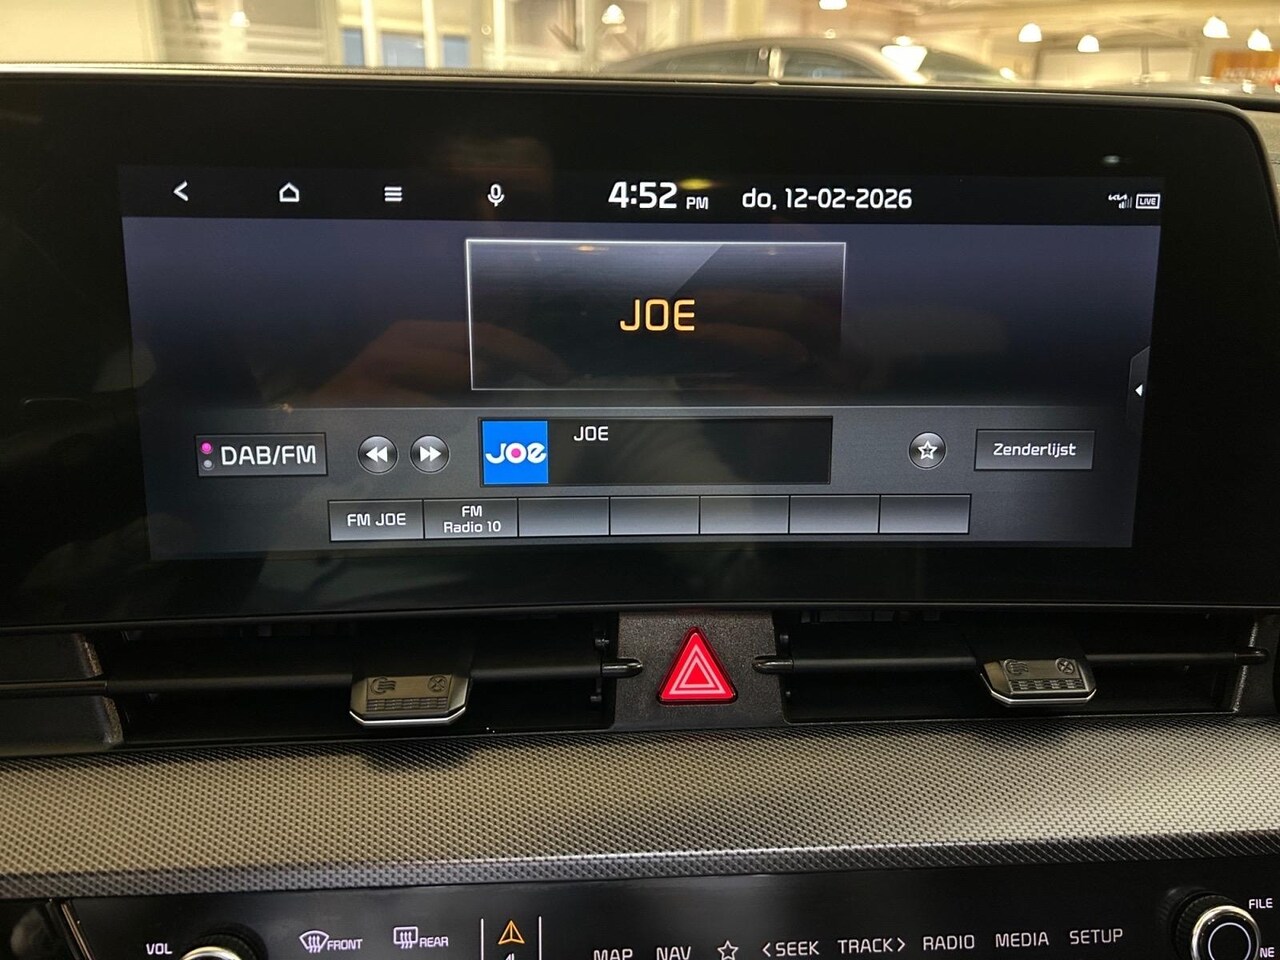 4:52 PM do, 12-02-2026
LIVE
JOE
DAB/FM
JOE
JOE
Zenderlijst
FM JOE
FM
Radio 10
FRONT
REAR
VOL
MAP NAV <SEEK TRACK> RADIO MEDIA SETUP
FILE